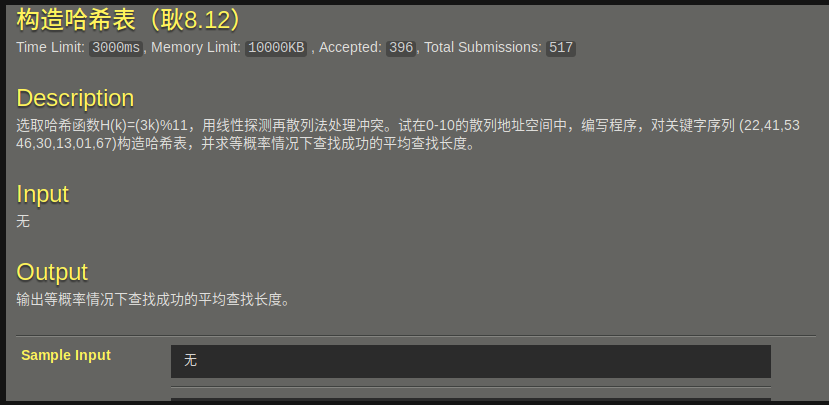 构造哈希表（耿8.12）
Time Limit: 3000ms, Memory Limit: 10000KB , Accepted: 396, Total Submissions: 517
Description
选取哈希函数H(k)=(3k)%11，用线性探测再散列法处理冲突。试在0-10的散列地址空间中，编写程序，对关键字序列 (22,41,53
46,30,13,01,67)构造哈希表，并求等概率情况下查找成功的平均查找长度。
Input
无
Output
输出等概率情况下查找成功的平均查找长度。
Sample Input
无